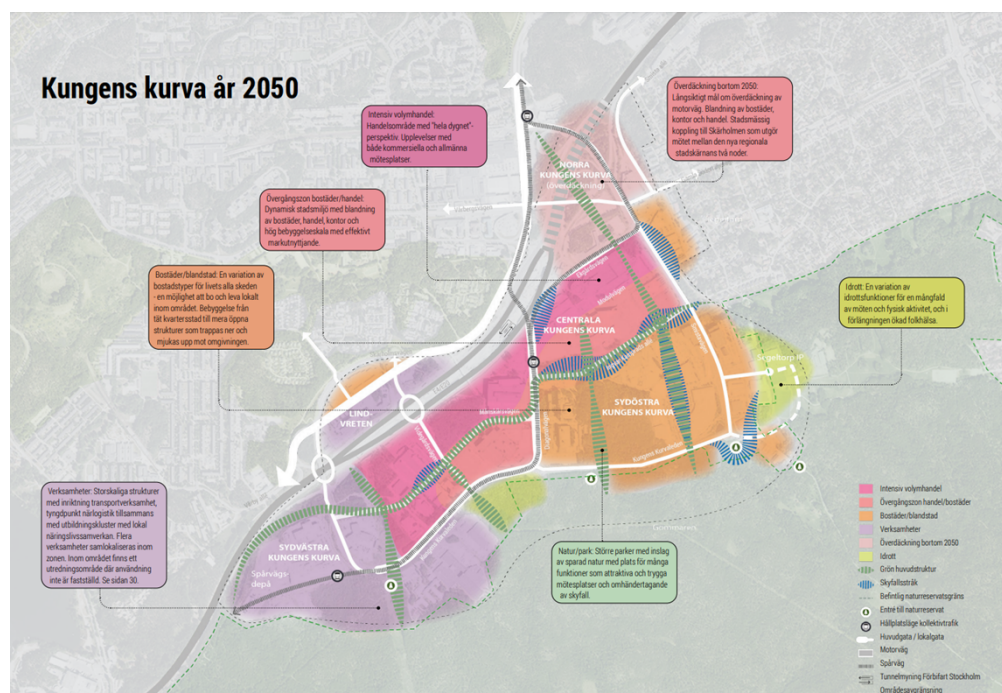 Kungens kurva år 2050
Intensiv volymhandel:
Handelsområde med "hela dygnet"-
perspektiv. Upplevelser med
både kommersiella och allmänna
mötesplatser.
Överdäckning bortom 2050:
Långsiktigt mål om överdäckning av
motorväg. Blandning av bostäder,
kontor och handel. Stadsmässig
koppling till Skärholmen som utgör
mötet mellan den nya regionala
stadskärnans två noder.
NORRA
KUNGENS KURVA
(överdäckning)
Övergångszon bostäder/handel:
Dynamisk stadsmiljö med blandning
av bostäder, handel, kontor och
hög bebyggelseskala med effektivt
markutnyttjande.
Bostäder/blandstad: En variation av
bostadstyper för livets alla skeden
- en möjlighet att bo och leva lokalt
inom området. Bebyggelse från
tät kvartersstad till mera öppna
strukturer som trappas ner och
mjukas upp mot omgivningen.
Idrott: En variation av
idrottsfunktioner för en mångfald
av möten och fysisk aktivitet, och i
förlängningen ökad folkhälsa.
Ekgårdsvägen
CENTRALA
KUNGENS KURVA
Segeltorp IP
SYDÖSTRA
KUNGENS KURVA
LIND-
VRETEN
Verksamheter: Storskaliga strukturer
med inriktning transportverksamhet,
tyngdpunkt närlogistik tillsammans
med utbildningskluster med lokal
näringslivssamverkan. Flera
verksamheter samlokaliseras inom
zonen. Inom området finns ett
utredningsområde där användning
inte är fastställd. Se sidan 30.
SYDVÄSTRA
KUNGENS KURVA
Spårvägs-
depå
Natur/park: Större parker med inslag
av sparad natur med plats för många
funktioner som attraktiva och trygga
mötesplatser och omhändertagande
av skyfall.
Intensiv volymhandel
Övergångszon handel/bostäder
Bostäder/blandstad
Verksamheter
Överdäckning bortom 2050
Idrott
Grön huvudstruktur
Skyfallsstråk
Befintlig naturreservatsgräns
Entré till naturreservat
Hållplatsläge kollektivtrafik
Huvudgata / lokalgata
Motorväg
Spårväg
Tunnelmyning Förbifart Stockholm
Områdesavgränsning